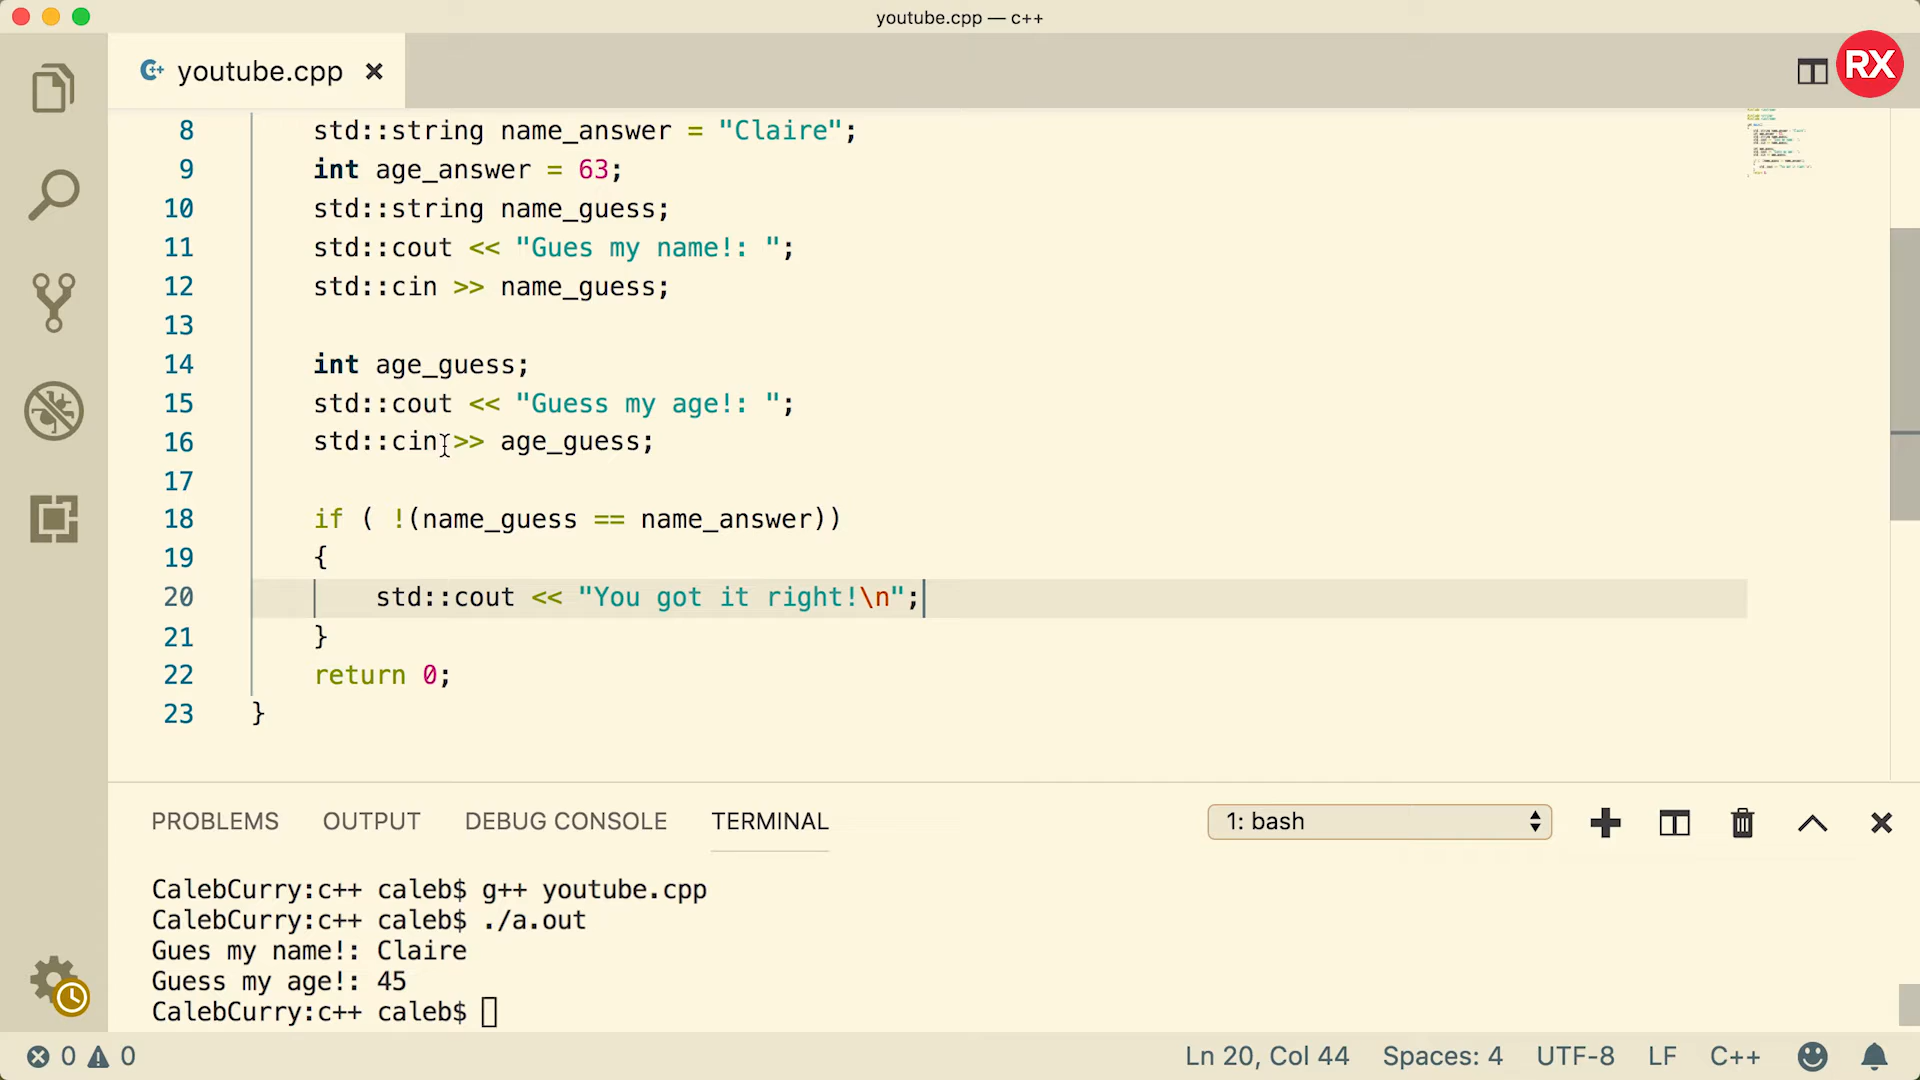 youtube.cpp — c++
youtube.cpp
RX
8 std::string name_answer = "Claire";
9 int age_answer = 63;
10 std::string name_guess;
11 std::cout << "Gues my name!: ";
12 std::cin >> name_guess;
13
14 int age_guess;
15 std::cout << "Guess my age!: ";
16 std::cin >> age_guess;
17
18 if ( !(name_guess == name_answer))
19 {
20 std::cout << "You got it right!\n";
21 }
22 return 0;
23 }
PROBLEMS OUTPUT DEBUG CONSOLE TERMINAL 1: bash
CalebCurry:c++ caleb$ g++ youtube.cpp
CalebCurry:c++ caleb$ ./a.out
Gues my name!: Claire
Guess my age!: 45
CalebCurry:c++ caleb$
0 0 Ln 20, Col 44 Spaces: 4 UTF-8 LF C++